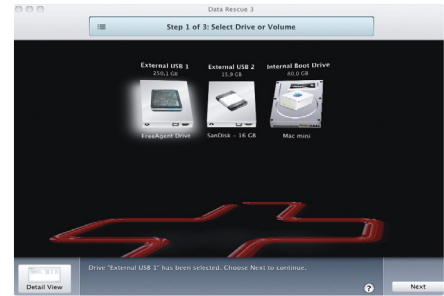 Data Rescue 3
Step 1 of 3: Select Drive or Volume
External USB 1
250,1 GB
External USB 2
15,9 GB
Internal Boot Drive
80,0 GB
FreeAgent Drive
SanDisk - 16 GB
Mac mini
Drive "External USB 1" has been selected. Choose Next to continue.
Detail View
?
Next